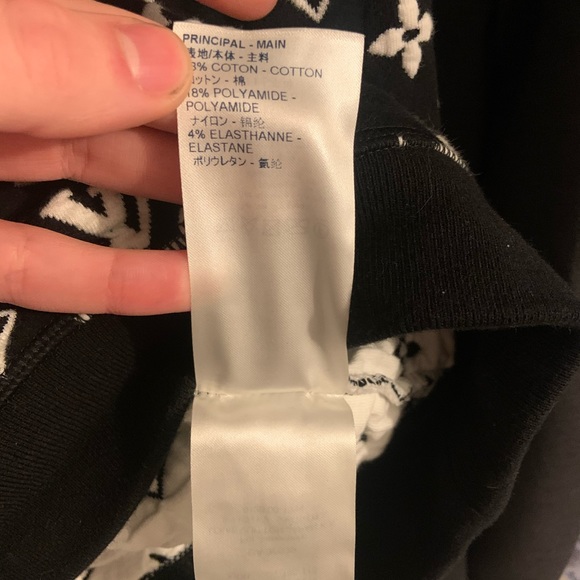 PRINCIPAL - MAIN
表地/本体 - 主料
8% COTON - COTTON
コットン - 棉
18% POLYAMIDE -
POLYAMIDE
ナイロン - 锦纶
4% ELASTHANNE -
ELASTANE
ポリウレタン - 氨纶